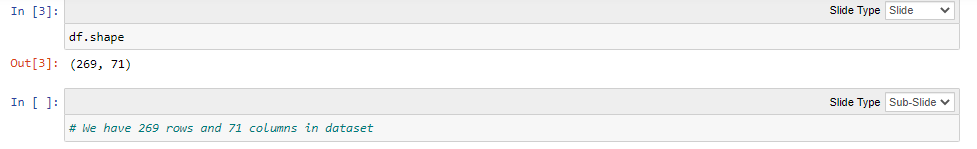 In [3]:
Slide Type Slide
df.shape
Out[3]: (269, 71)
In [ ]:
Slide Type Sub-Slide
# We have 269 rows and 71 columns in dataset